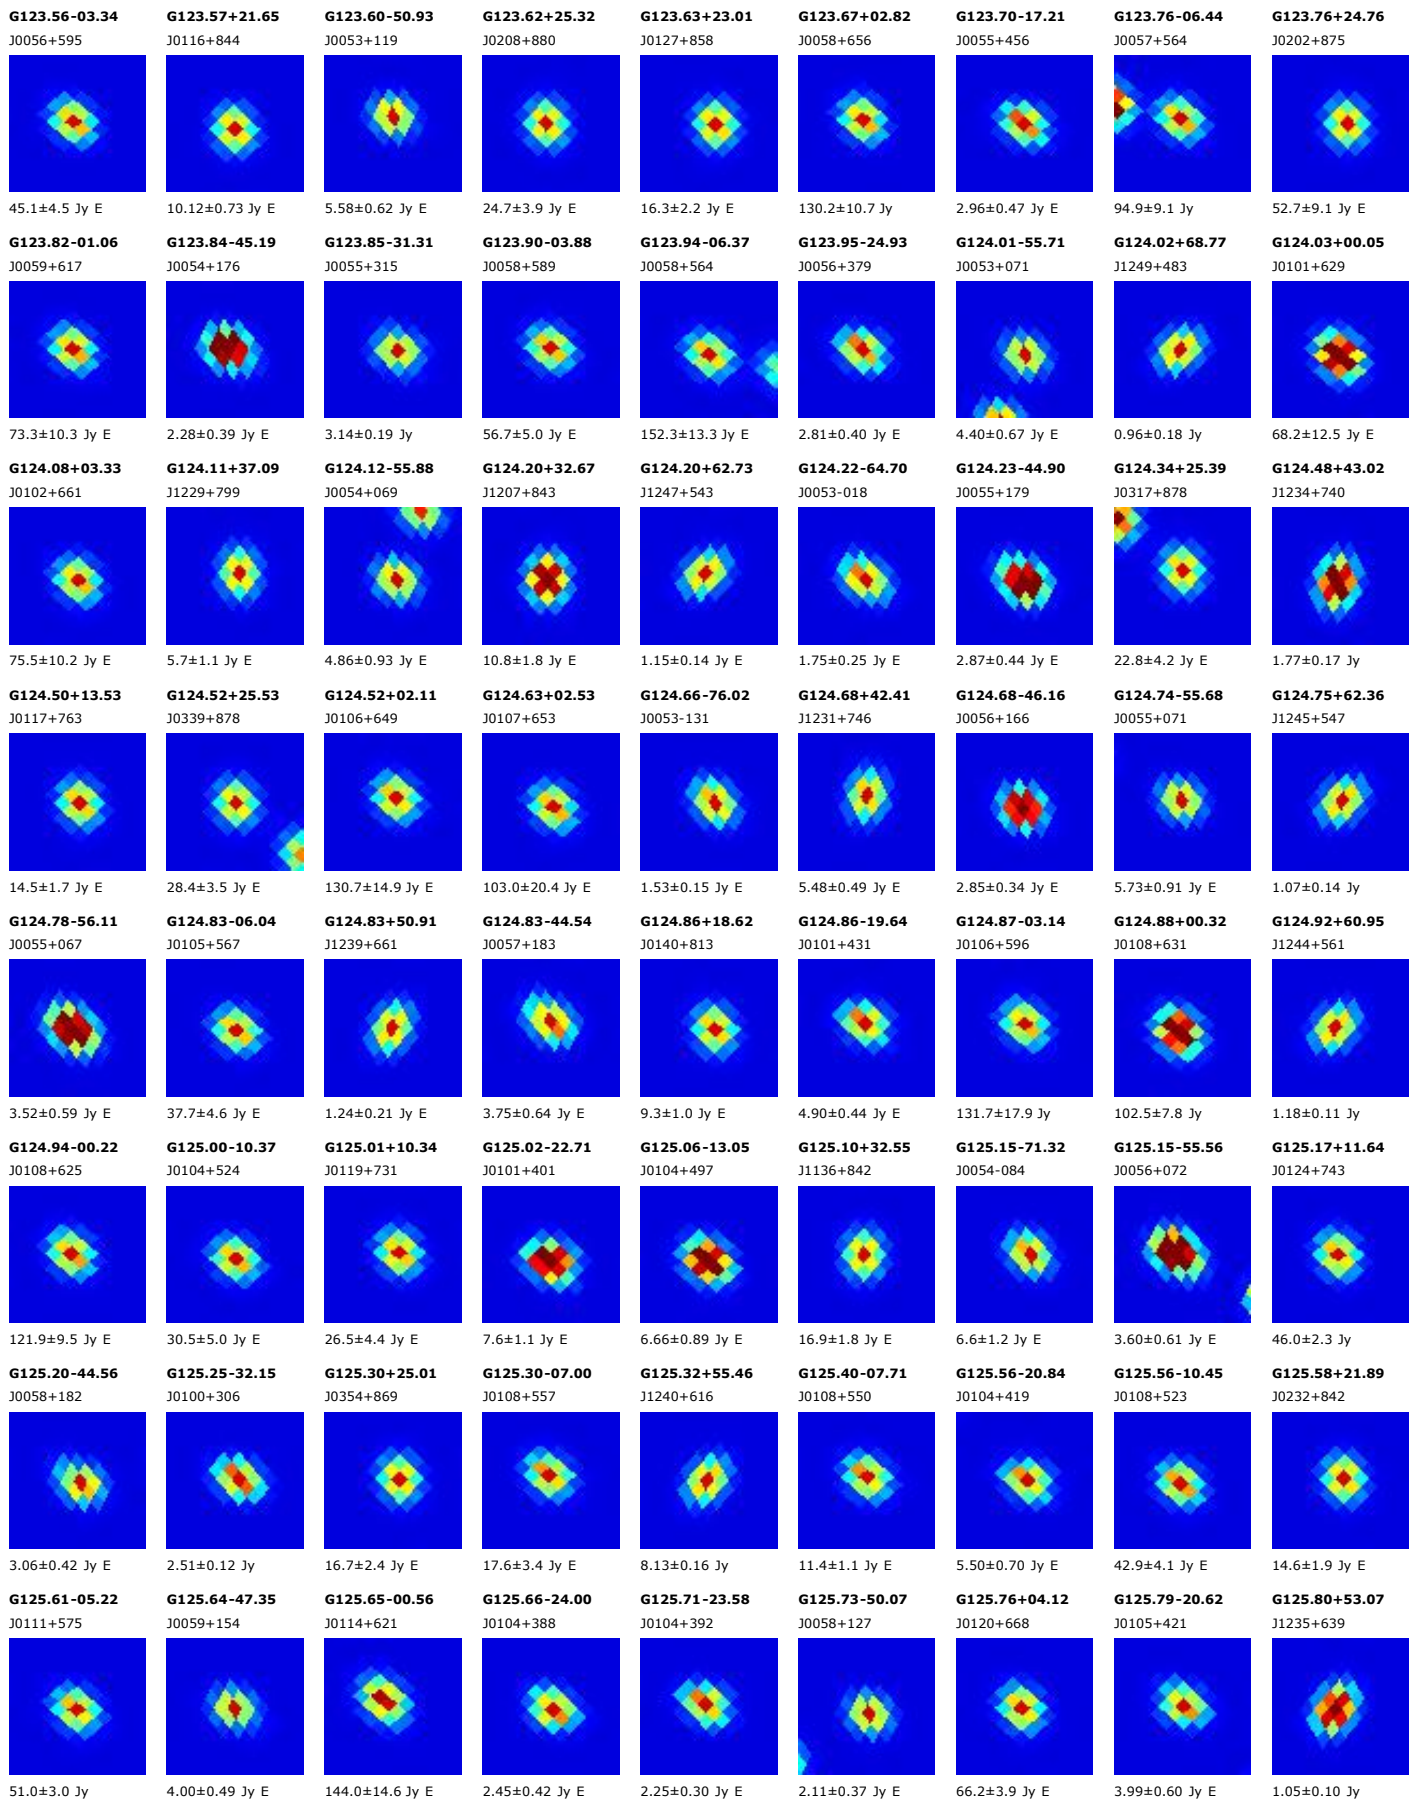 G123.56-03.34 G123.57+21.65 G123.60-50.93 G123.62+25.32 G123.63+23.01 G123.67+02.82 G123.70-17.21 G123.76-06.44 G123.76+24.76
J0056+595 J0116+844 J0053+119 J0208+880 J0127+858 J0058+656 J0055+456 J0057+564 J0202+875
45.1±4.5 Jy E 10.12±0.73 Jy E 5.58±0.62 Jy E 24.7±3.9 Jy E 16.3±2.2 Jy E 130.2±10.7 Jy 2.96±0.47 Jy E 94.9±9.1 Jy 52.7±9.1 Jy E
G123.82-01.06 G123.84-45.19 G123.85-31.31 G123.90-03.88 G123.94-06.37 G123.95-24.93 G124.01-55.71 G124.02+68.77 G124.03+00.05
J0059+617 J0054+176 J0055+315 J0058+589 J0058+564 J0056+379 J0053+071 J1249+483 J0101+629
73.3±10.3 Jy E 2.28±0.39 Jy E 3.14±0.19 Jy 56.7±5.0 Jy E 152.3±13.3 Jy E 2.81±0.40 Jy E 4.40±0.67 Jy E 0.96±0.18 Jy 68.2±12.5 Jy E
G124.08+03.33 G124.11+37.09 G124.12-55.88 G124.20+32.67 G124.20+62.73 G124.22-64.70 G124.23-44.90 G124.34+25.39 G124.48+43.02
J0102+661 J1229+799 J0054+069 J1207+843 J1247+543 J0053-018 J0055+179 J0317+878 J1234+740
75.5±10.2 Jy E 5.7±1.1 Jy E 4.86±0.93 Jy E 10.8±1.8 Jy E 1.15±0.14 Jy E 1.75±0.25 Jy E 2.87±0.44 Jy E 22.8±4.2 Jy E 1.77±0.17 Jy
G124.50+13.53 G124.52+25.53 G124.52+02.11 G124.63+02.53 G124.66-76.02 G124.68+42.41 G124.68-46.16 G124.74-55.68 G124.75+62.36
J0117+763 J0339+878 J0106+649 J0107+653 J0053-131 J1231+746 J0056+166 J0055+071 J1245+547
14.5±1.7 Jy E 28.4±3.5 Jy E 130.7±14.9 Jy E 103.0±20.4 Jy E 1.53±0.15 Jy E 5.48±0.49 Jy E 2.85±0.34 Jy E 5.73±0.91 Jy E 1.07±0.14 Jy
G124.78-56.11 G124.83-06.04 G124.83+50.91 G124.83-44.54 G124.86+18.62 G124.86-19.64 G124.87-03.14 G124.88+00.32 G124.92+60.95
J0055+067 J0105+567 J1239+661 J0057+183 J0140+813 J0101+431 J0106+596 J0108+631 J1244+561
3.52±0.59 Jy E 37.7±4.6 Jy E 1.24±0.21 Jy E 3.75±0.64 Jy E 9.3±1.0 Jy E 4.90±0.44 Jy E 131.7±17.9 Jy 102.5±7.8 Jy 1.18±0.11 Jy
G124.94-00.22 G125.00-10.37 G125.01+10.34 G125.02-22.71 G125.06-13.05 G125.10+32.55 G125.15-71.32 G125.15-55.56 G125.17+11.64
J0108+625 J0104+524 J0119+731 J0101+401 J0104+497 J1136+842 J0054-084 J0056+072 J0124+743
121.9±9.5 Jy E 30.5±5.0 Jy E 26.5±4.4 Jy E 7.6±1.1 Jy E 6.66±0.89 Jy E 16.9±1.8 Jy E 6.6±1.2 Jy E 3.60±0.61 Jy E 46.0±2.3 Jy
G125.20-44.56 G125.25-32.15 G125.30+25.01 G125.30-07.00 G125.32+55.46 G125.40-07.71 G125.56-20.84 G125.56-10.45 G125.58+21.89
J0058+182 J0100+306 J0354+869 J0108+557 J1240+616 J0108+550 J0104+419 J0108+523 J0232+842
3.06±0.42 Jy E 2.51±0.12 Jy 16.7±2.4 Jy E 17.6±3.4 Jy E 8.13±0.16 Jy 11.4±1.1 Jy E 5.50±0.70 Jy E 42.9±4.1 Jy E 14.6±1.9 Jy E
G125.61-05.22 G125.64-47.35 G125.65-00.56 G125.66-24.00 G125.71-23.58 G125.73-50.07 G125.76+04.12 G125.79-20.62 G125.80+53.07
J0111+575 J0059+154 J0114+621 J0104+388 J0104+392 J0058+127 J0120+668 J0105+421 J1235+639
51.0±3.0 Jy 4.00±0.49 Jy E 144.0±14.6 Jy E 2.45±0.42 Jy E 2.25±0.30 Jy E 2.11±0.37 Jy E 66.2±3.9 Jy E 3.99±0.60 Jy E 1.05±0.10 Jy